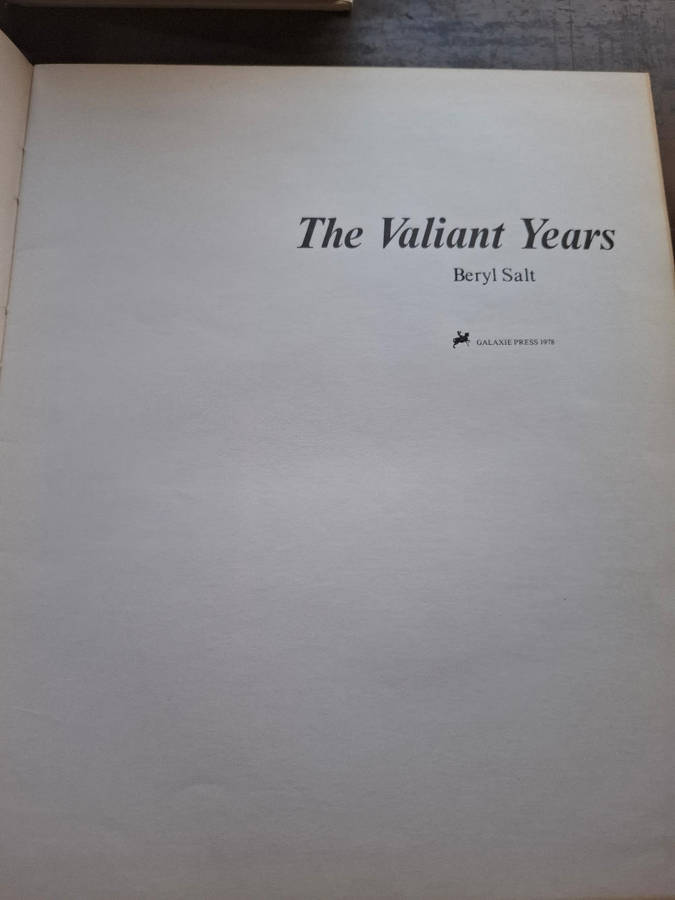 The Valiant Years
Beryl Salt
GALAXIE PRESS 1978